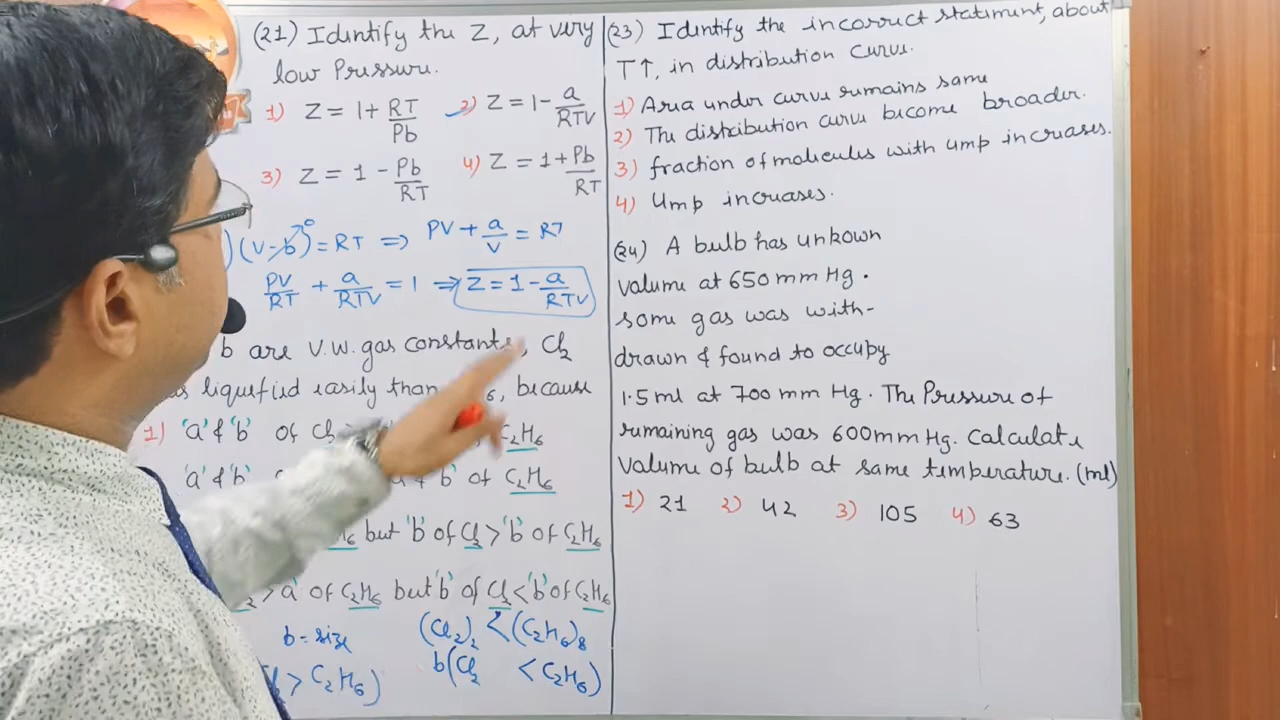 (21) Identify the Z, at very
low Pressure.
1) Z = 1 + RT/Pb 2) Z = 1 - a/RTV
3) Z = 1 - Pb/RT 4) Z = 1 + Pb/RT
(V-b)⁰ = RT ⇒ PV + a/V = RT
PV/RT + a/RTV = 1 ⇒ Z = 1 - a/RTV
b are V.W. gas constants, Cl₂
liquefied easily than 6, because
1) 'a' & 'b' of Cl₂ C₂H₆
'a' & 'b' 'b' of C₂H₆
H₆ but 'b' of Cl₂ > 'b' of C₂H₆
> a' of C₂H₆ but 'b' of Cl₂ < 'b' of C₂H₆
b = size (Cl₂)₂ < (C₂H₆)₈
> C₂H₆) b(Cl₂ < C₂H₆)
(23) Identify the incorrect statement, about
T↑, in distribution curve.
1) Area under curve remains same
2) The distribution curve become broader.
3) fraction of molecules with Ump increases.
4) Ump increases.
(24) A bulb has unkown
volume at 650 mm Hg.
some gas was with-
drawn & found to occupy
1.5 ml at 700 mm Hg. The Pressure of
remaining gas was 600 mm Hg. Calculate
volume of bulb at same temperature. (ml)
1) 21 2) 42 3) 105 4) 63